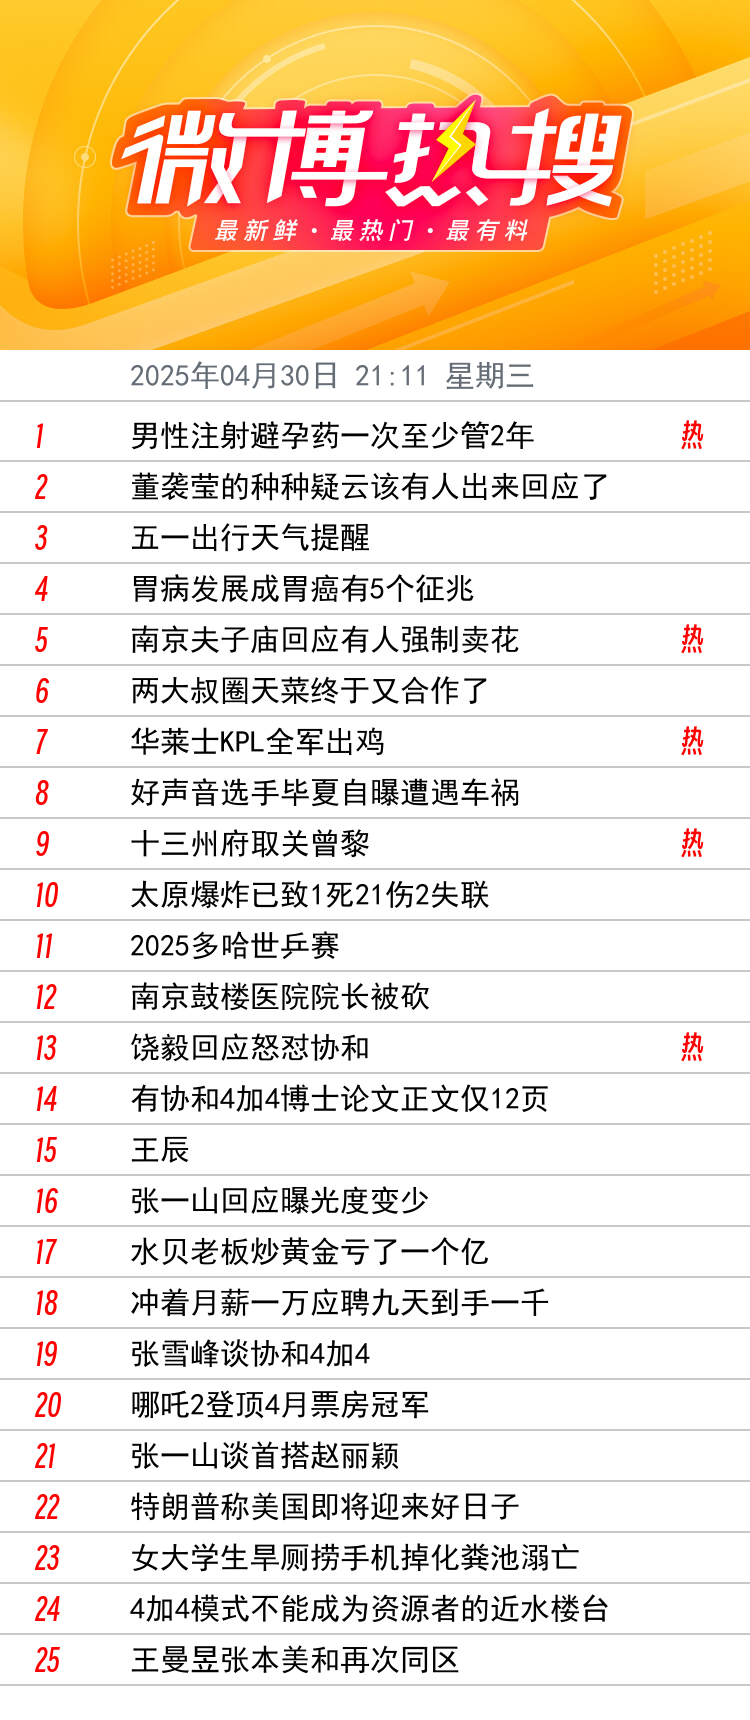 微博热搜
最新鲜·最热门·最有料
2025年04月30日 21:11 星期三
1 男性注射避孕药一次至少管2年 热
2 董袭莹的种种疑云该有人出来回应了
3 五一出行天气提醒
4 胃病发展成胃癌有5个征兆
5 南京夫子庙回应有人强制卖花 热
6 两大叔圈天菜终于又合作了
7 华莱士KPL全军出鸡 热
8 好声音选手毕夏自曝遭遇车祸
9 十三州府取关曾黎 热
10 太原爆炸已致1死21伤2失联
11 2025多哈世乒赛
12 南京鼓楼医院院长被砍
13 饶毅回应怒怼协和 热
14 有协和4加4博士论文正文仅12页
15 王辰
16 张一山回应曝光度变少
17 水贝老板炒黄金亏了一个亿
18 冲着月薪一万应聘九天到手一千
19 张雪峰谈协和4加4
20 哪吒2登顶4月票房冠军
21 张一山谈首搭赵丽颖
22 特朗普称美国即将迎来好日子
23 女大学生旱厕捞手机掉化粪池溺亡
24 4加4模式不能成为资源者的近水楼台
25 王曼昱张本美和再次同区